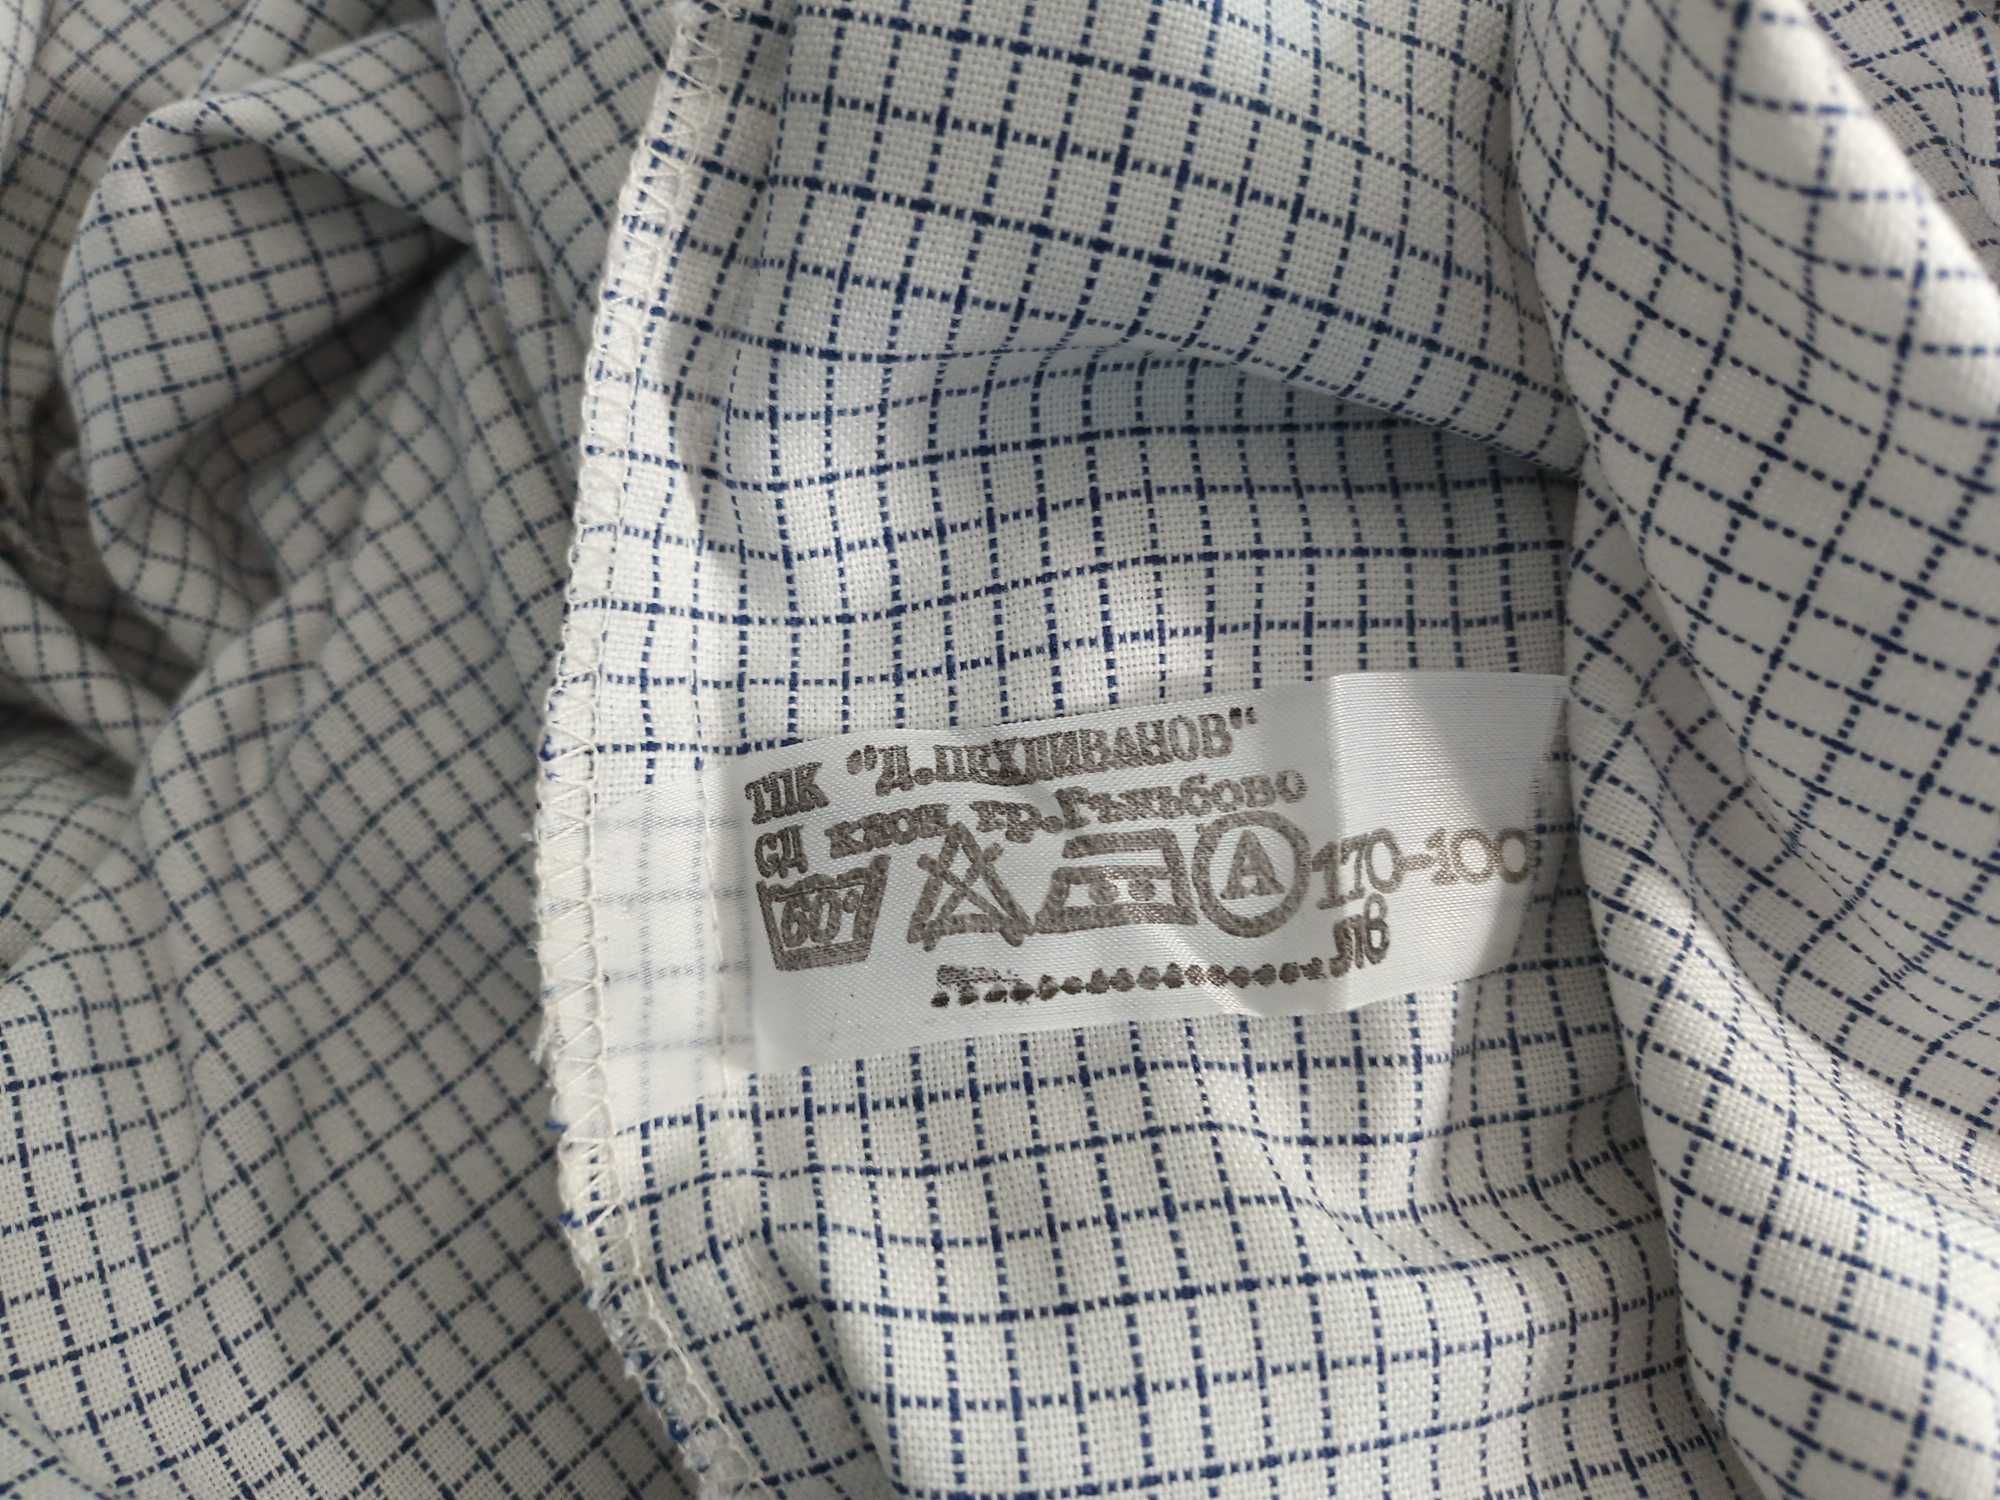 ТПК "Д.ПЕХЛИВАНОВ"
СД клон гр.Гълъбово
60° A 170-100
лв